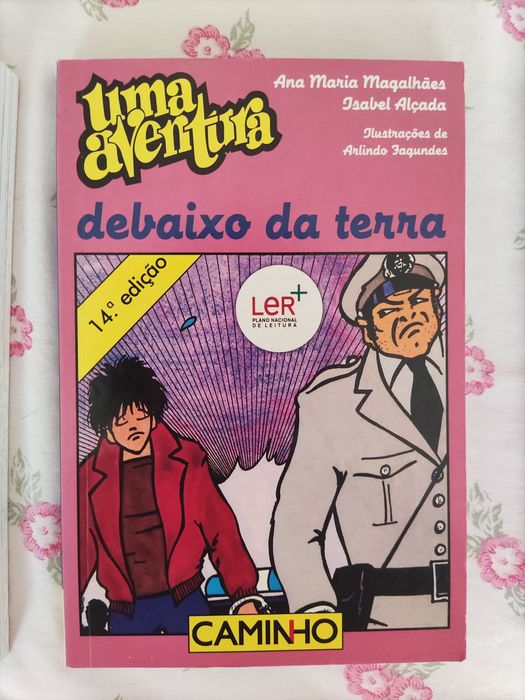 uma
aventura
Ana Maria Magalhães
Isabel Alçada
Ilustrações de
Arlindo Fagundes
debaixo da terra
14.ª edição
LeR+
PLANO NACIONAL
DE LEITURA
CAMINHO